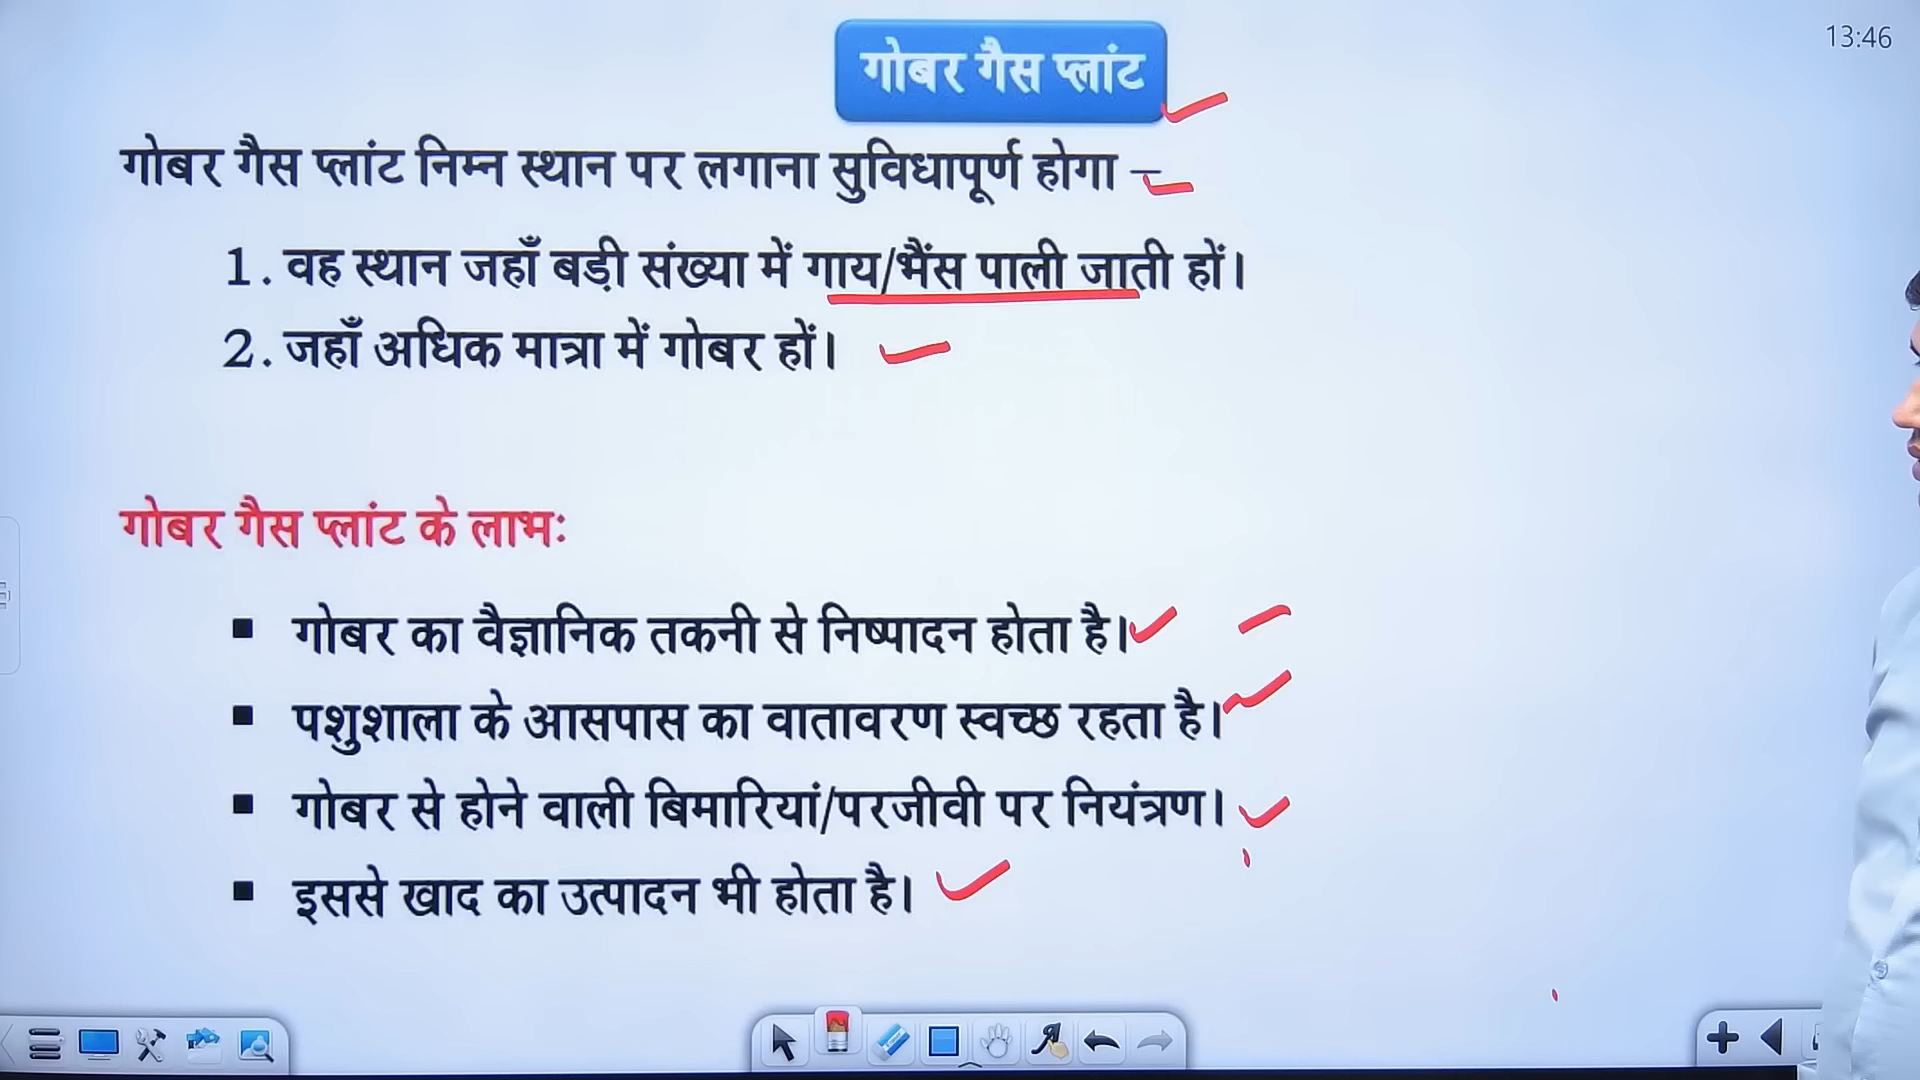 13:46
गोबर गैस प्लांट
गोबर गैस प्लांट निम्न स्थान पर लगाना सुविधापूर्ण होगा –
1. वह स्थान जहाँ बड़ी संख्या में गाय/भैंस पाली जाती हों।
2. जहाँ अधिक मात्रा में गोबर हों।
गोबर गैस प्लांट के लाभः
▪ गोबर का वैज्ञानिक तकनी से निष्पादन होता है।
▪ पशुशाला के आसपास का वातावरण स्वच्छ रहता है।
▪ गोबर से होने वाली बिमारियां/परजीवी पर नियंत्रण।
▪ इससे खाद का उत्पादन भी होता है।